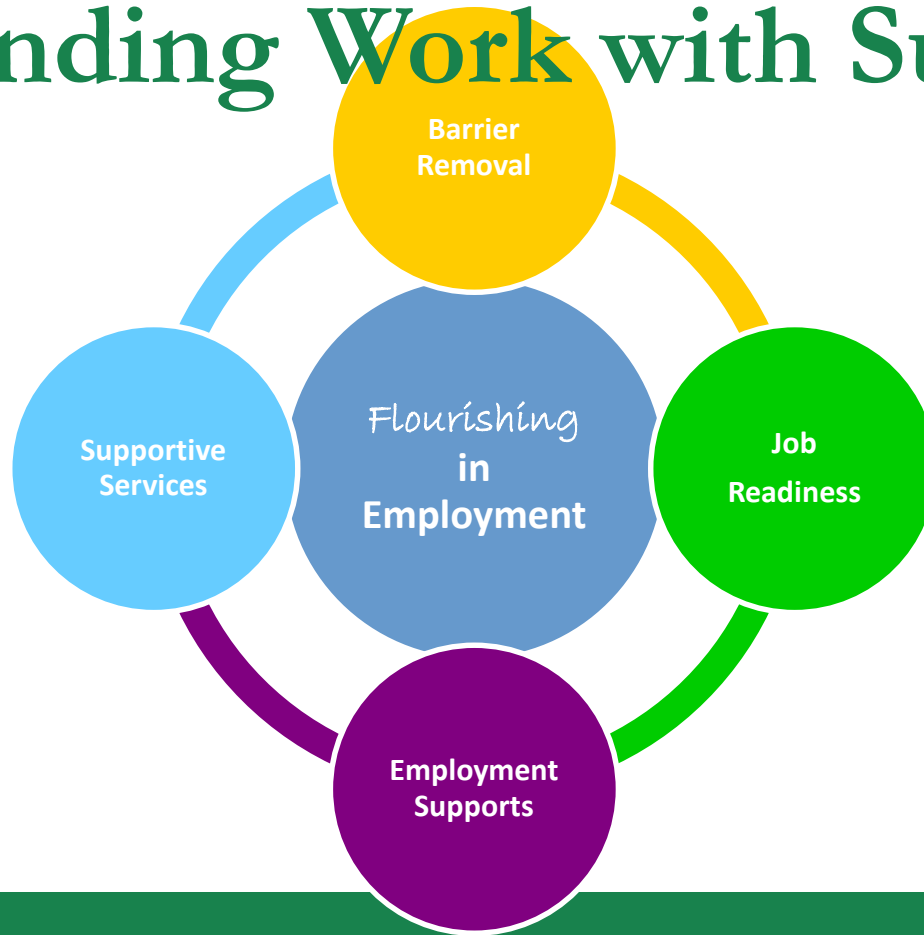 nding Work with Su
Barrier
Removal
Flourishing
in
Employment
Supportive
Services
Job
Readiness
Employment
Supports